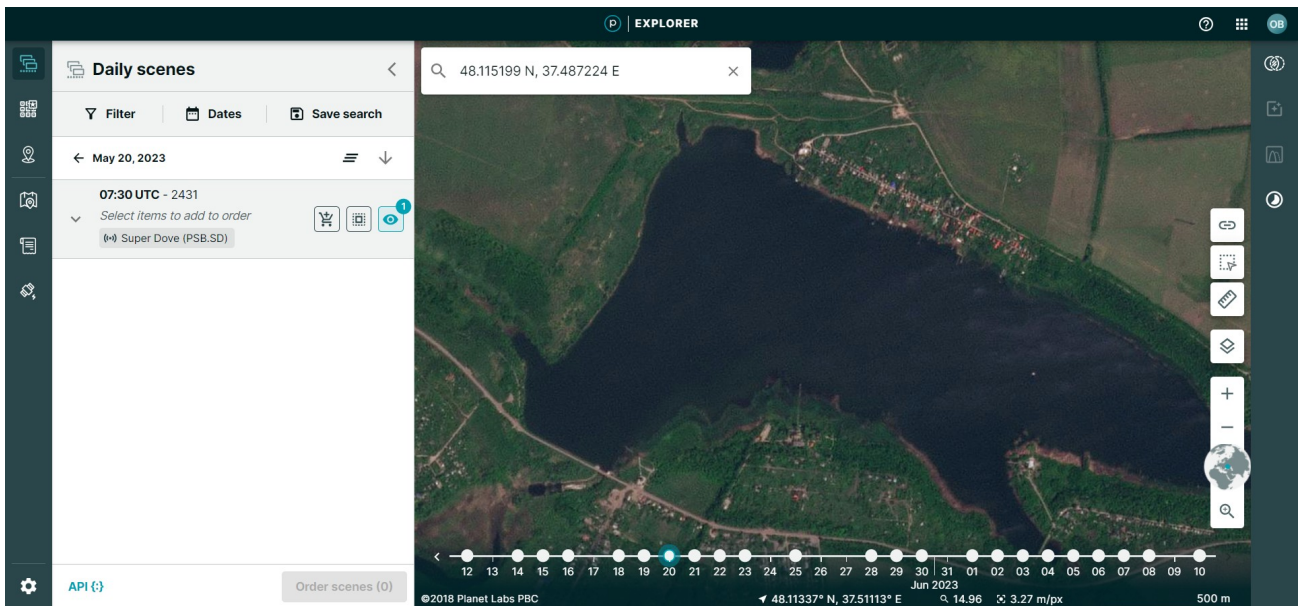 p | EXPLORER
OB
Daily scenes
Filter
Dates
Save search
May 20, 2023
07:30 UTC - 2431
Select items to add to order
1
Super Dove (PSB.SD)
API {:}
Order scenes (0)
48.115199 N, 37.487224 E
12 13 14 15 16 17 18 19 20 21 22 23 24 25 26 27 28 29 30 31 01 02 03 04 05 06 07 08 09 10
Jun 2023
©2018 Planet Labs PBC
48.11337° N, 37.51113° E
14.96
3.27 m/px
500 m